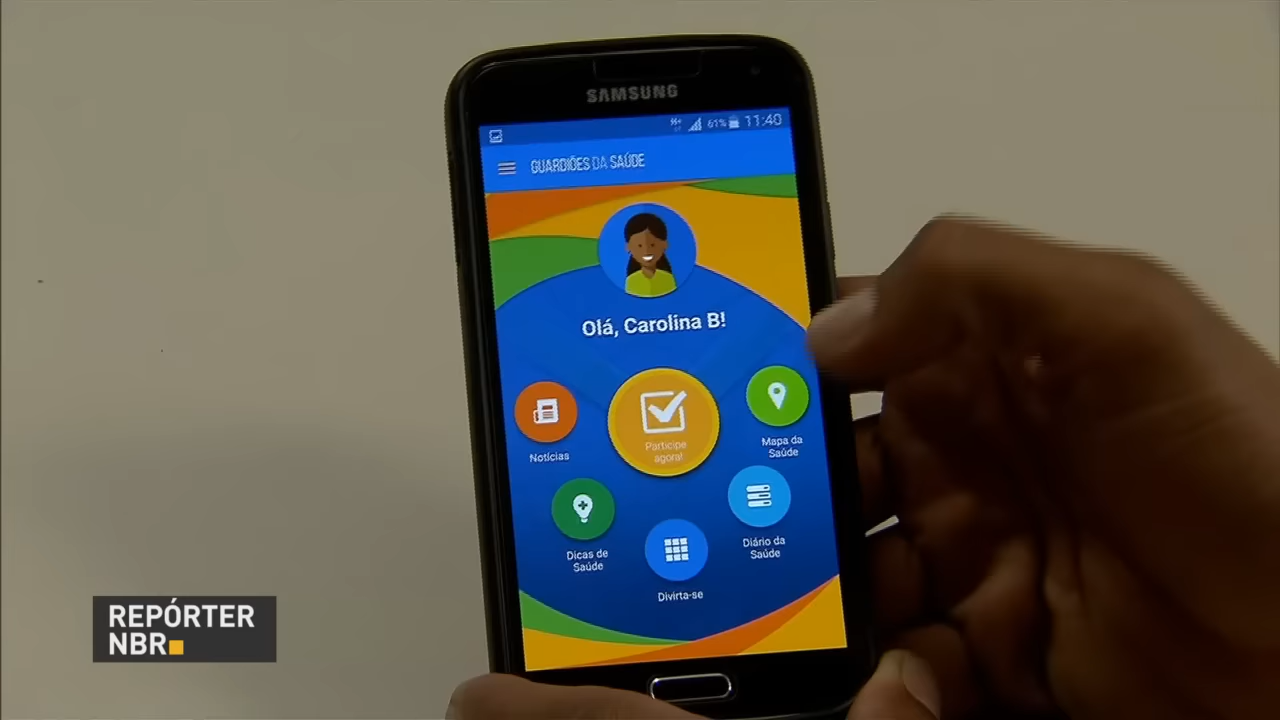 SAMSUNG
61% 11:40
GUARDIÕES DA SAÚDE
Olá, Carolina B!
Notícias
Participe
agora!
Mapa da
Saúde
Dicas de
Saúde
Diário da
Saúde
Divirta-se
REPÓRTER
NBR